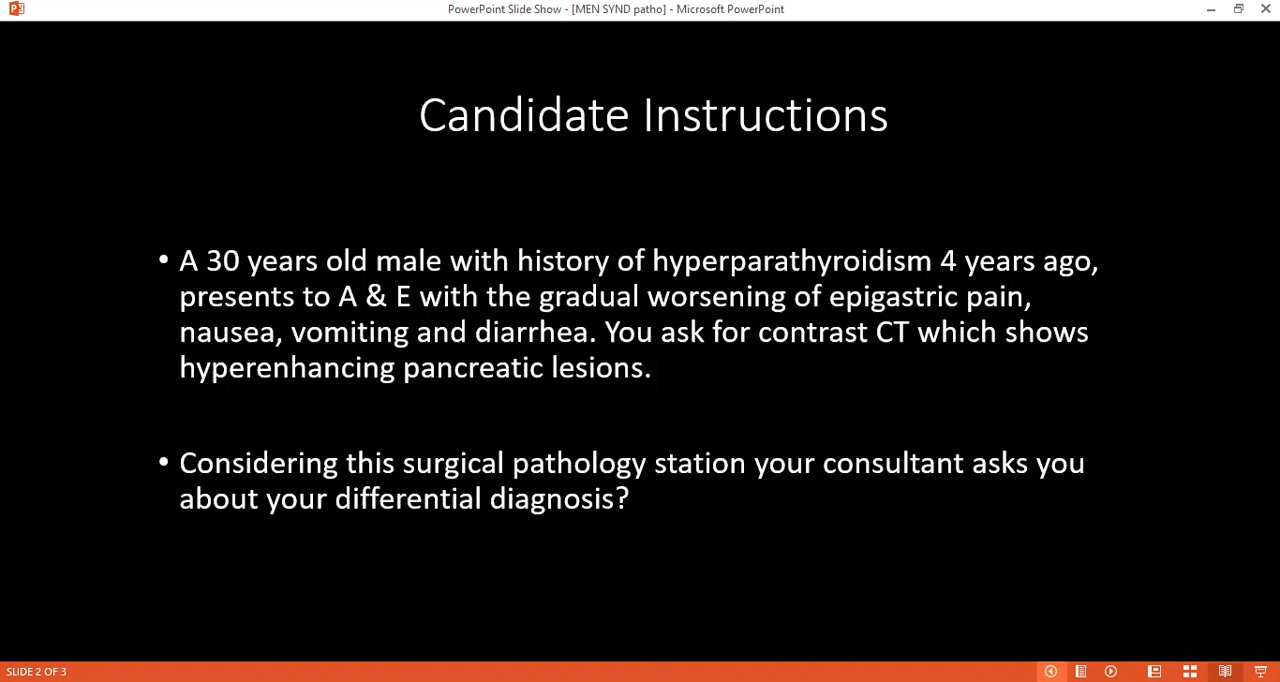 PowerPoint Slide Show - [MEN SYND patho] - Microsoft PowerPoint
Candidate Instructions
• A 30 years old male with history of hyperparathyroidism 4 years ago,
presents to A & E with the gradual worsening of epigastric pain,
nausea, vomiting and diarrhea. You ask for contrast CT which shows
hyperenhancing pancreatic lesions.
• Considering this surgical pathology station your consultant asks you
about your differential diagnosis?
SLIDE 2 OF 3